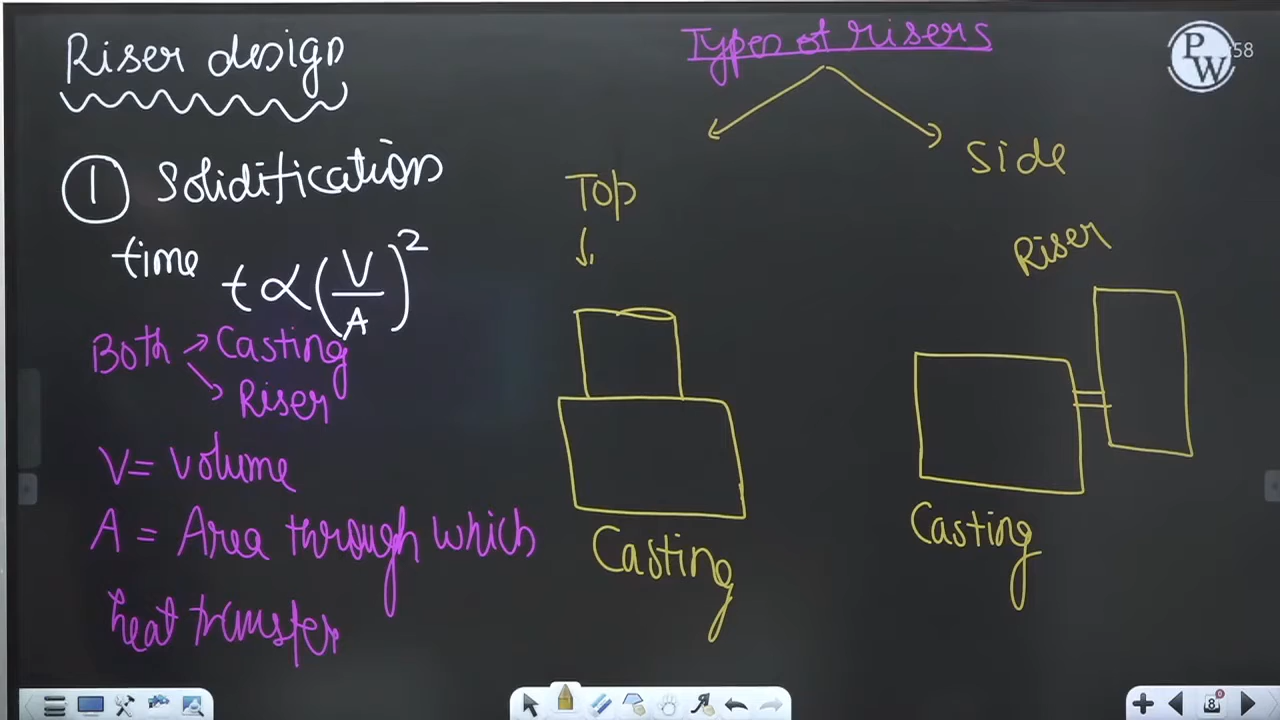 Riser design
① Solidification
time t ∝ (V/A)²
Both → Casting
→ Riser
V = Volume
A = Area through which
heat transfer
Types of risers
Top
Side
Riser
Casting
Casting
PW
58
8